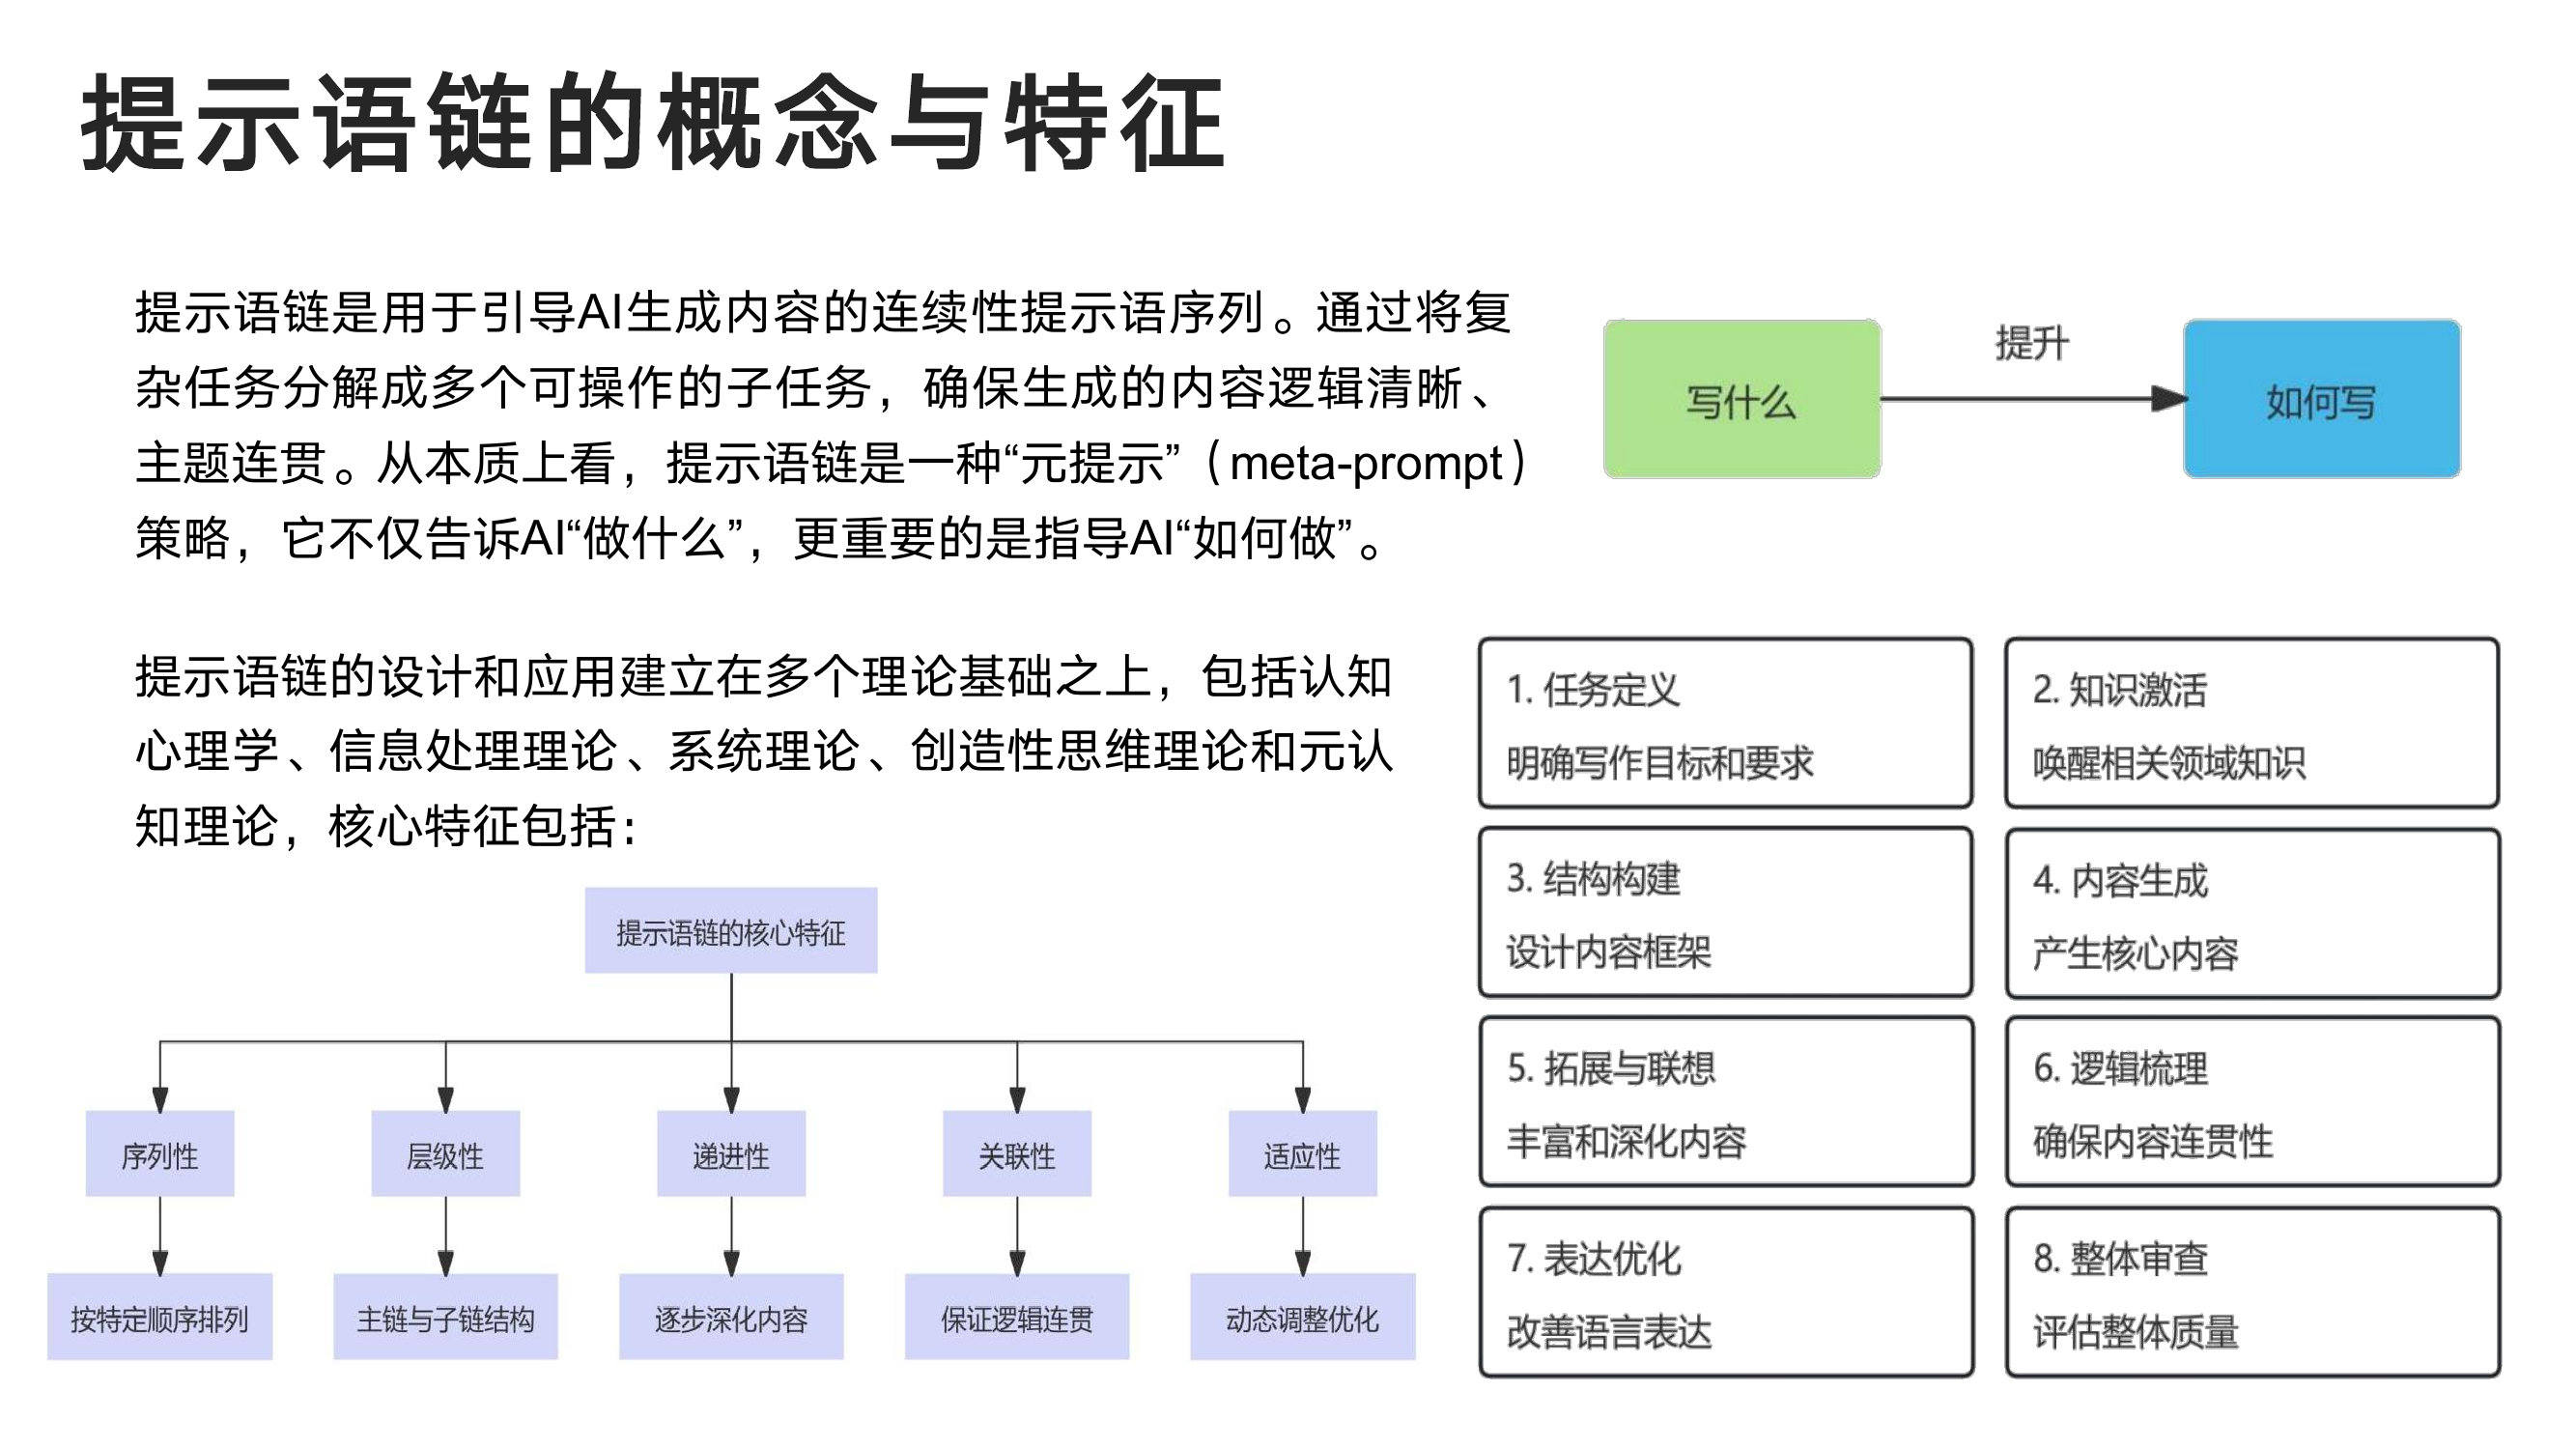 提示语链的概念与特征
提示语链是用于引导AI生成内容的连续性提示语序列。通过将复
杂任务分解成多个可操作的子任务，确保生成的内容逻辑清晰、
主题连贯。从本质上看，提示语链是一种“元提示”（meta-prompt）
策略，它不仅告诉AI“做什么”，更重要的是指导AI“如何做”。
写什么
提升
如何写
提示语链的设计和应用建立在多个理论基础之上，包括认知
心理学、信息处理理论、系统理论、创造性思维理论和元认
知理论，核心特征包括：
提示语链的核心特征
序列性
层级性
递进性
关联性
适应性
按特定顺序排列
主链与子链结构
逐步深化内容
保证逻辑连贯
动态调整优化
1. 任务定义
明确写作目标和要求
2. 知识激活
唤醒相关领域知识
3. 结构构建
设计内容框架
4. 内容生成
产生核心内容
5. 拓展与联想
丰富和深化内容
6. 逻辑梳理
确保内容连贯性
7. 表达优化
改善语言表达
8. 整体审查
评估整体质量